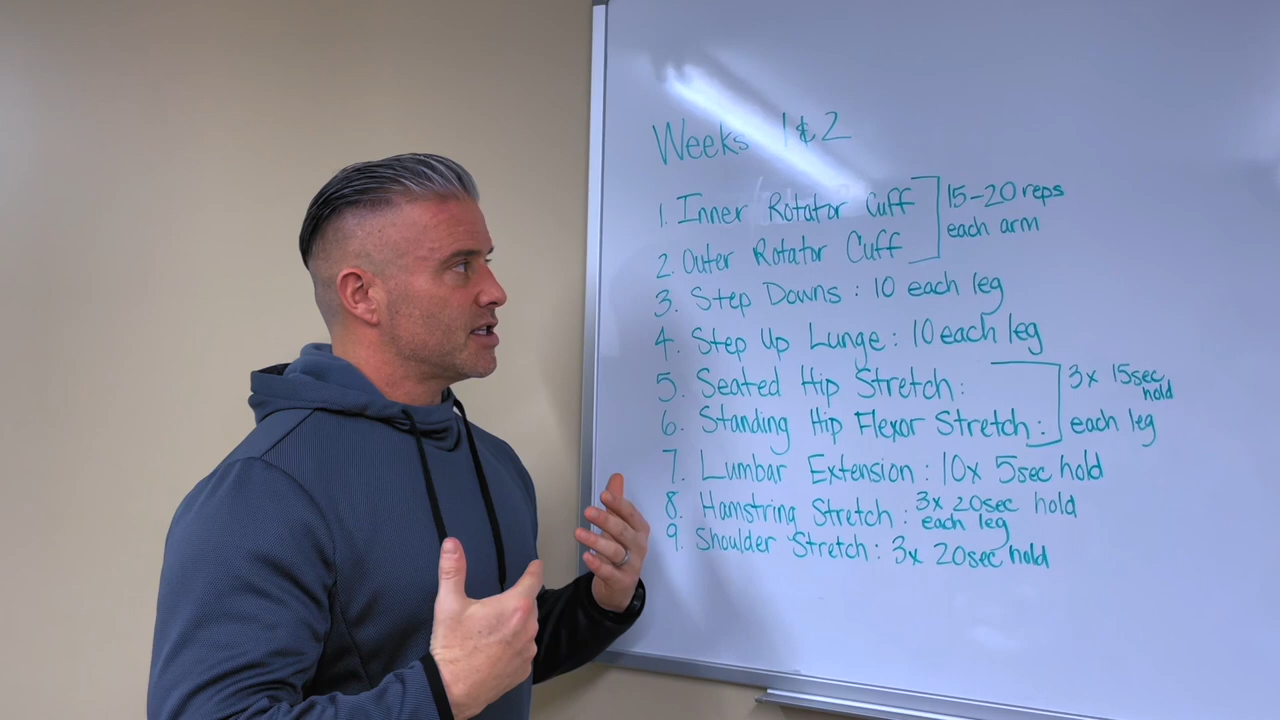 Weeks 1 & 2
1. Inner Rotator Cuff
2. Outer Rotator Cuff
15-20 reps
each arm
3. Step Downs : 10 each leg
4. Step Up Lunge : 10 each leg
5. Seated Hip Stretch :
6. Standing Hip Flexor Stretch :
3x 15sec
hold
each leg
7. Lumbar Extension : 10x 5sec hold
8. Hamstring Stretch : 3x 20sec hold
each leg
9. Shoulder Stretch : 3x 20sec hold